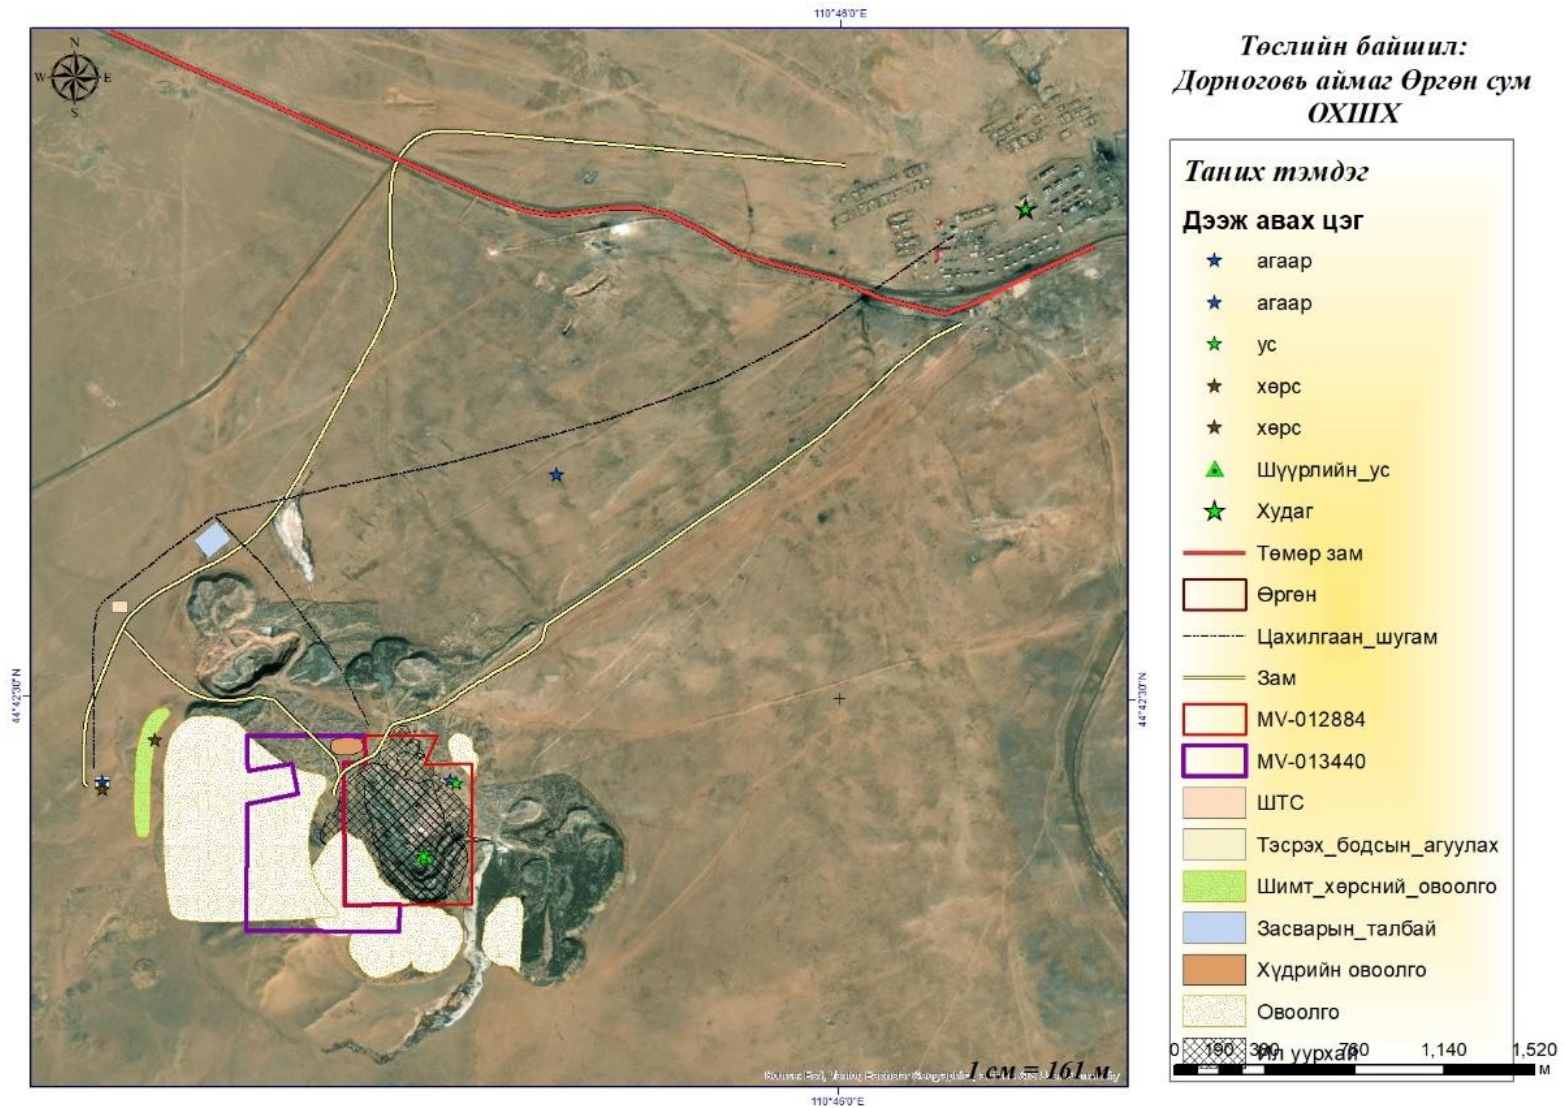 110°46'0"E
N
W E
S
44°42'30"N
44°42'30"N
1 см = 161 м
110°46'0"E
Төслийн байшил:
Дорноговь аймаг Өргөн сум
ОХШХ
Таних тэмдэг
Дээж авах цэг
агаар
агаар
ус
хөрс
хөрс
Шүүрлийн_ус
Худаг
Төмөр зам
Өргөн
Цахилгаан_шугам
Зам
MV-012884
MV-013440
ШТС
Тэсрэх_бодсын_агуулах
Шимт_хөрсний_овоолго
Засварын_талбай
Хүдрийн овоолго
Овоолго
Ил уурхай
0 190 380 760 1,140 1,520
м